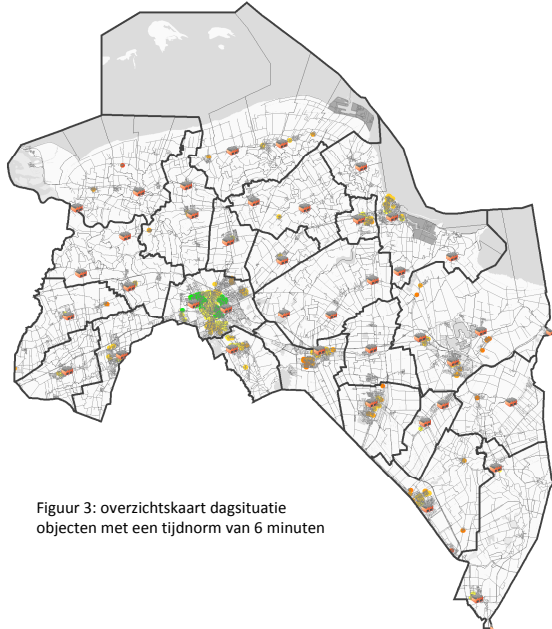 Figuur 3: overzichtskaart dagsituatie
objecten met een tijdnorm van 6 minuten